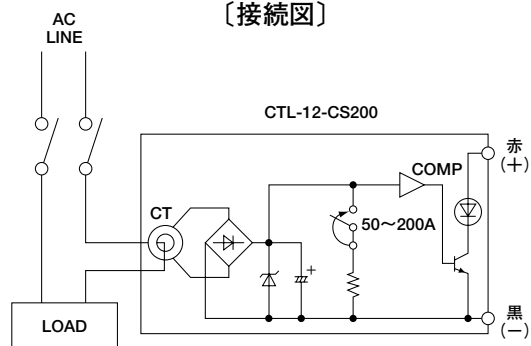 〔接続図〕
AC
LINE
CTL-12-CS200
赤
(+)
COMP
CT
50〜200A
+
LOAD
黒
(−)